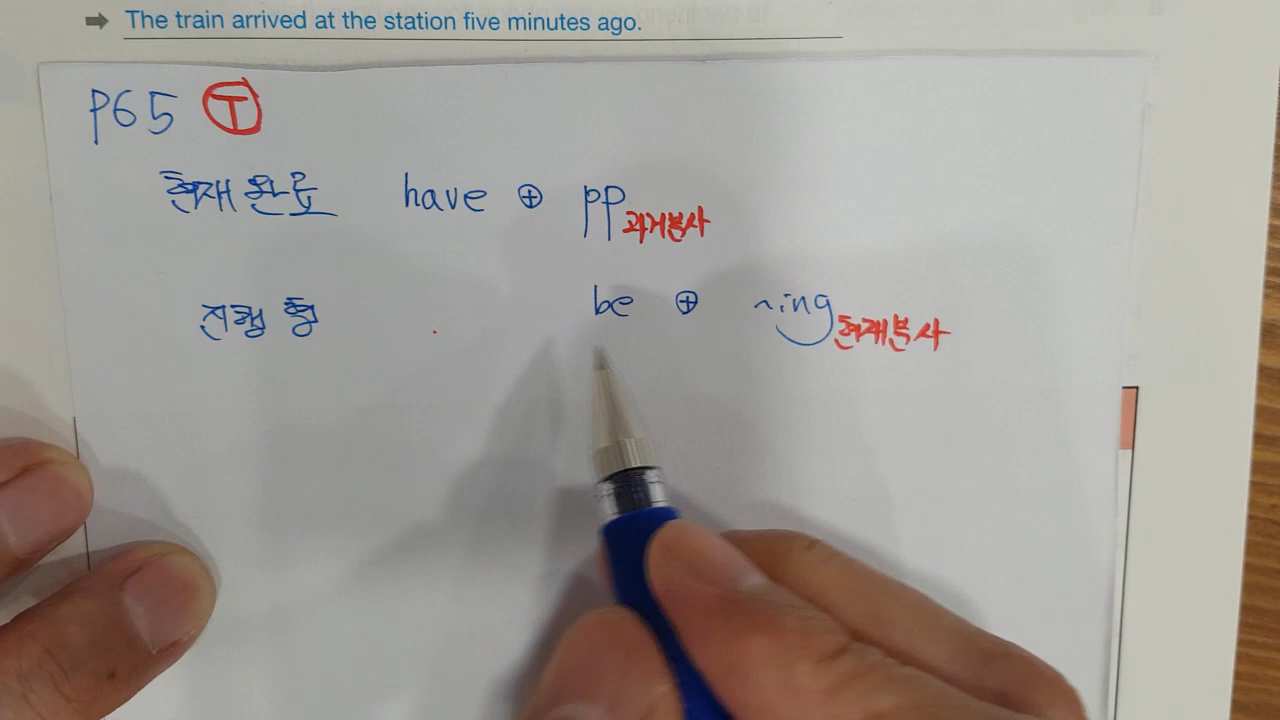 ➡ The train arrived at the station five minutes ago.
P65 Ⓣ
현재완료 have ⊕ pp 과거분사
진행형 be ⊕ ~ing 현재분사